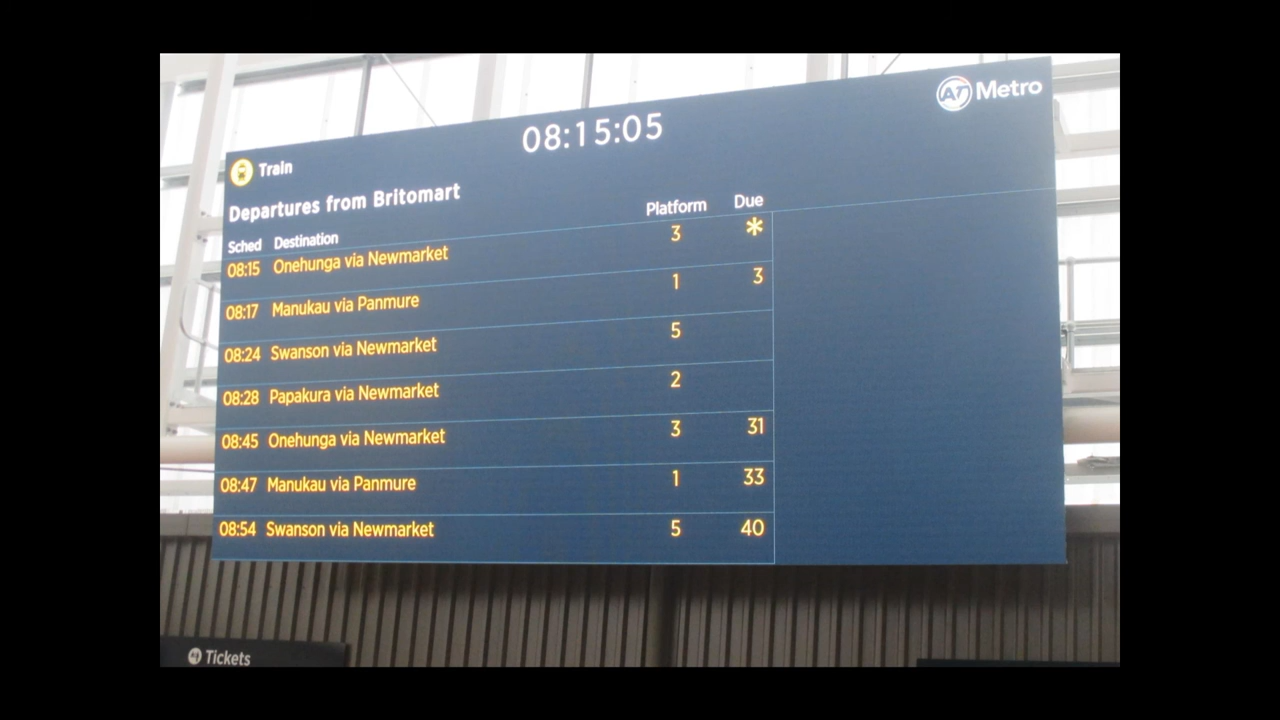 AT Metro
08:15:05
Train
Departures from Britomart
Sched Destination Platform Due
08:15 Onehunga via Newmarket 3 *
08:17 Manukau via Panmure 1 3
08:24 Swanson via Newmarket 5
08:28 Papakura via Newmarket 2
08:45 Onehunga via Newmarket 3 31
08:47 Manukau via Panmure 1 33
08:54 Swanson via Newmarket 5 40
AT Tickets